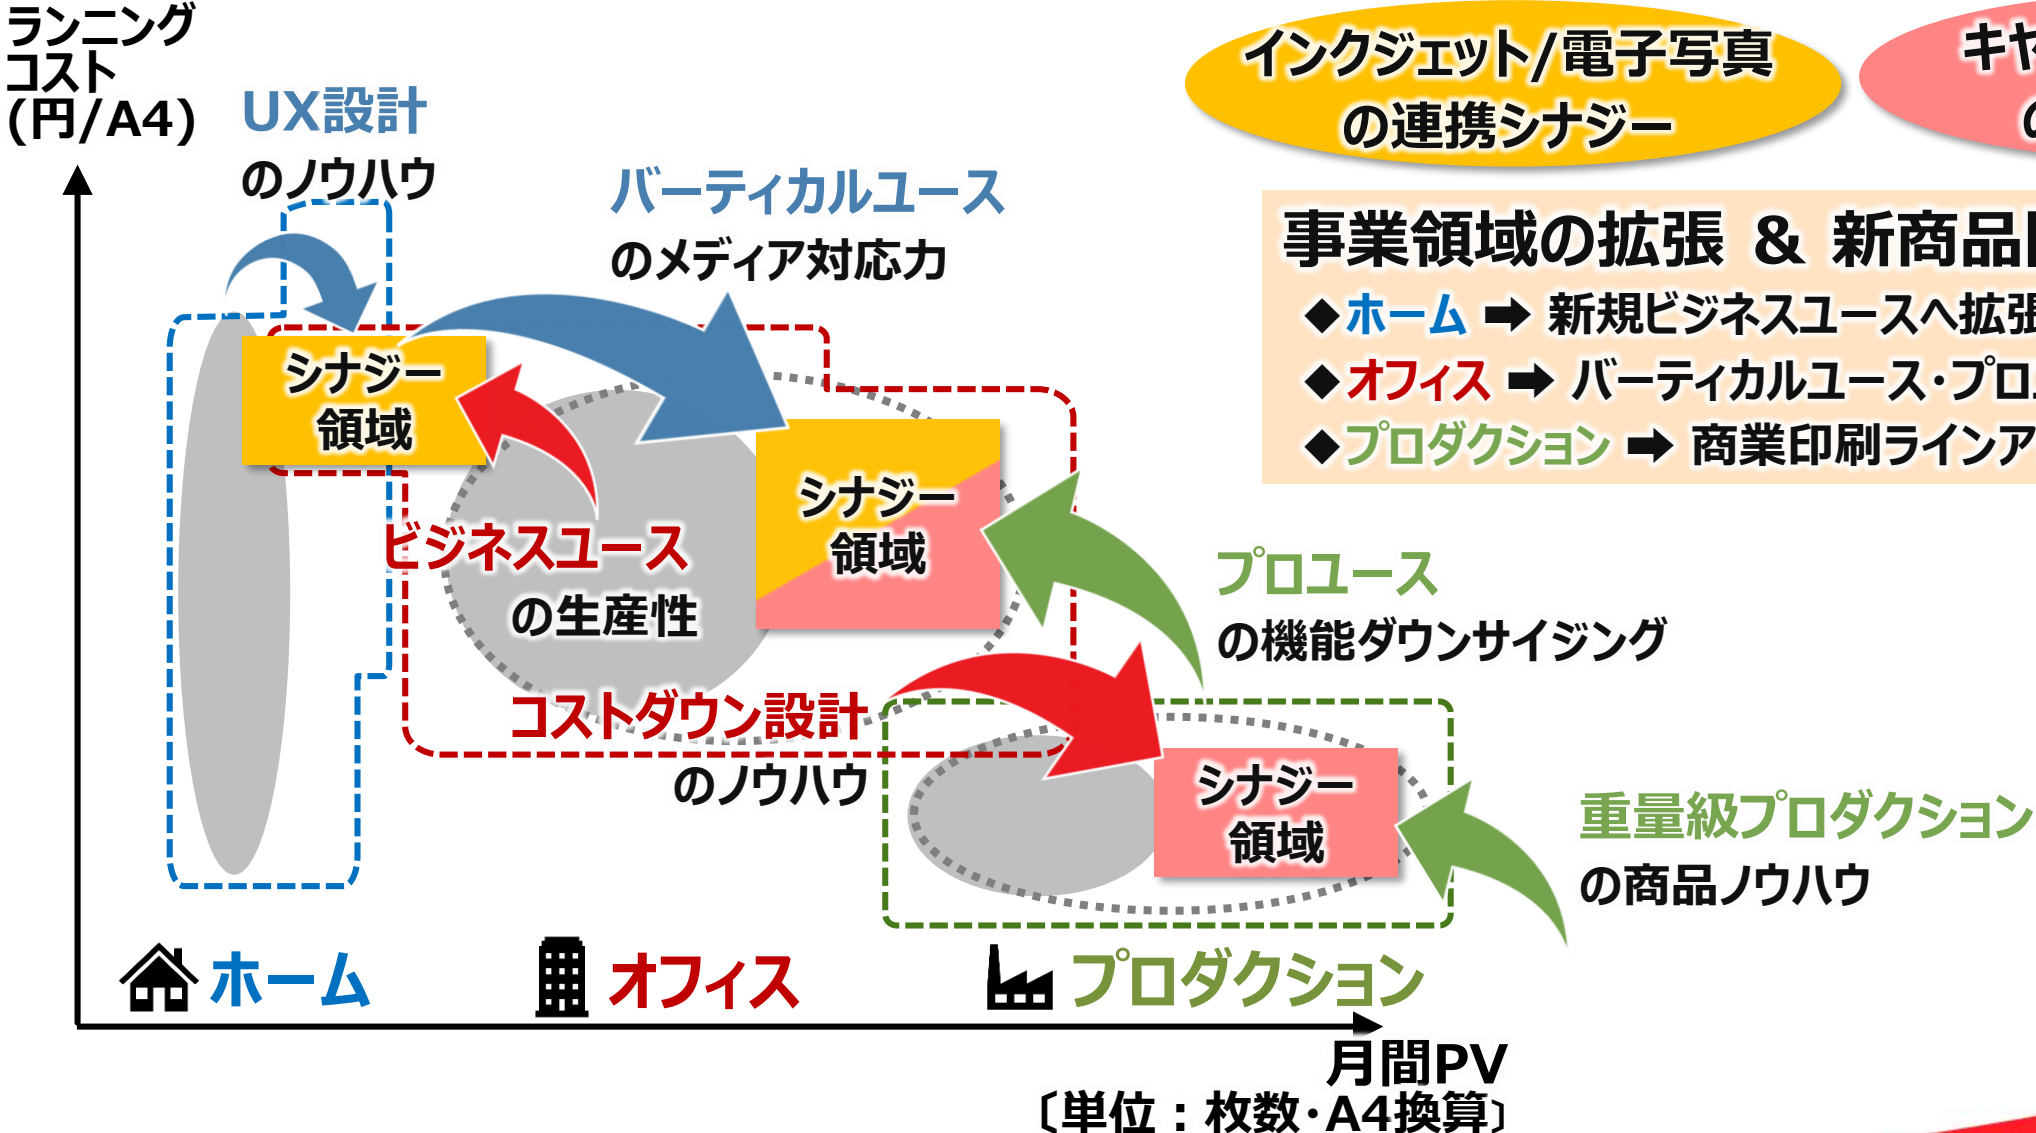 ランニング
コスト
(円/A4)
UX設計
のノウハウ
バーティカルユース
のメディア対応力
インクジェット/電子写真
の連携シナジー
キヤ
の
事業領域の拡張 & 新商品
◆ホーム ➡ 新規ビジネスユースへ拡張
◆オフィス ➡ バーティカルユース・プロ
◆プロダクション ➡ 商業印刷ラインア
シナジー
領域
シナジー
領域
ビジネスユース
の生産性
プロユース
の機能ダウンサイジング
コストダウン設計
のノウハウ
シナジー
領域
重量級プロダクション
の商品ノウハウ
ホーム
オフィス
プロダクション
月間PV
〔単位：枚数・A4換算〕